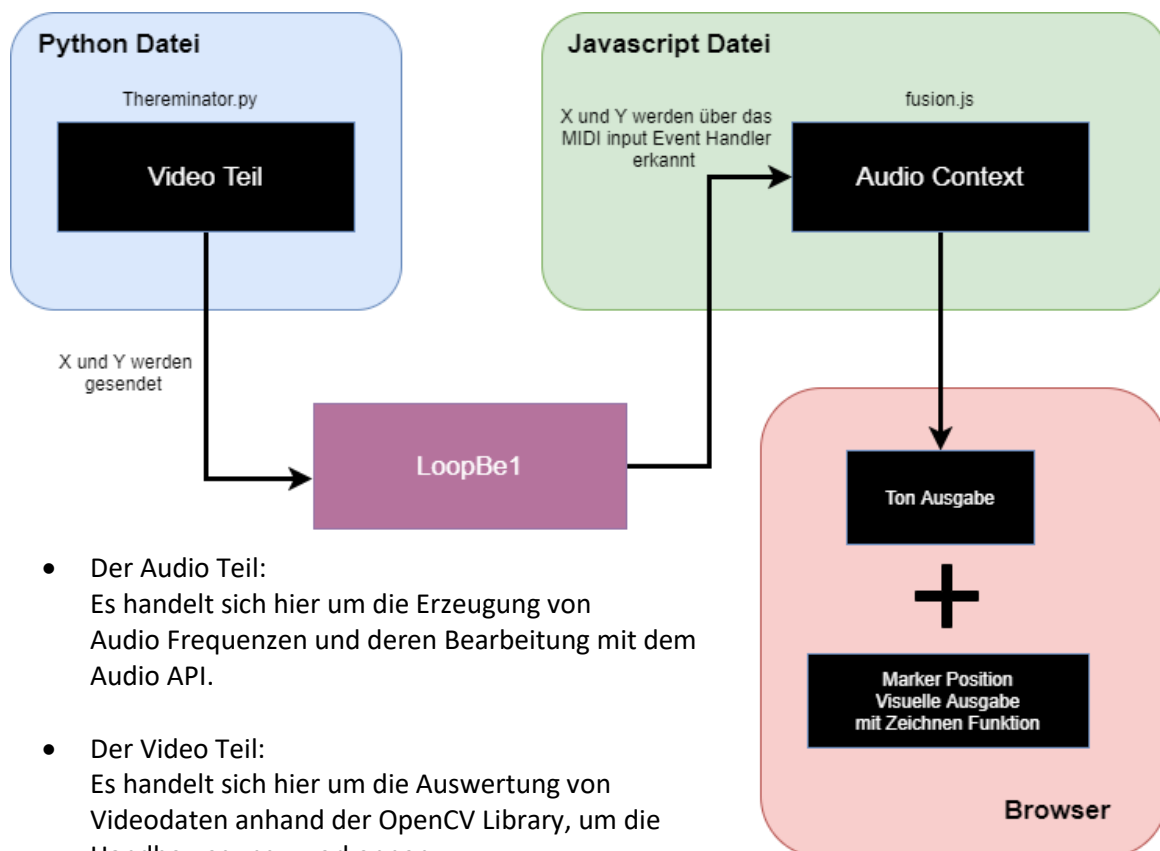 Python Datei
Thereminator.py
Video Teil
X und Y werden
gesendet
LoopBe1
Javascript Datei
X und Y werden über das
MIDI input Event Handler
erkannt
fusion.js
Audio Context
Ton Ausgabe
Marker Position
Visuelle Ausgabe
mit Zeichnen Funktion
Browser
• Der Audio Teil:
Es handelt sich hier um die Erzeugung von
Audio Frequenzen und deren Bearbeitung mit dem
Audio API.
• Der Video Teil:
Es handelt sich hier um die Auswertung von
Videodaten anhand der OpenCV Library, um die